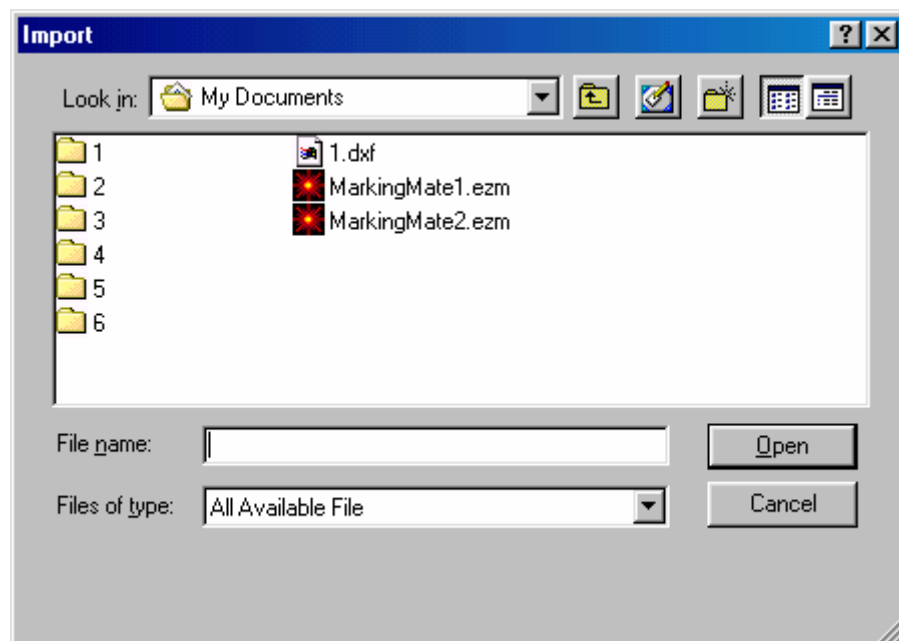 Import
Look in: My Documents
1 1.dxf
2 MarkingMate1.ezm
3 MarkingMate2.ezm
4
5
6
File name: Open
Files of type: All Available File Cancel